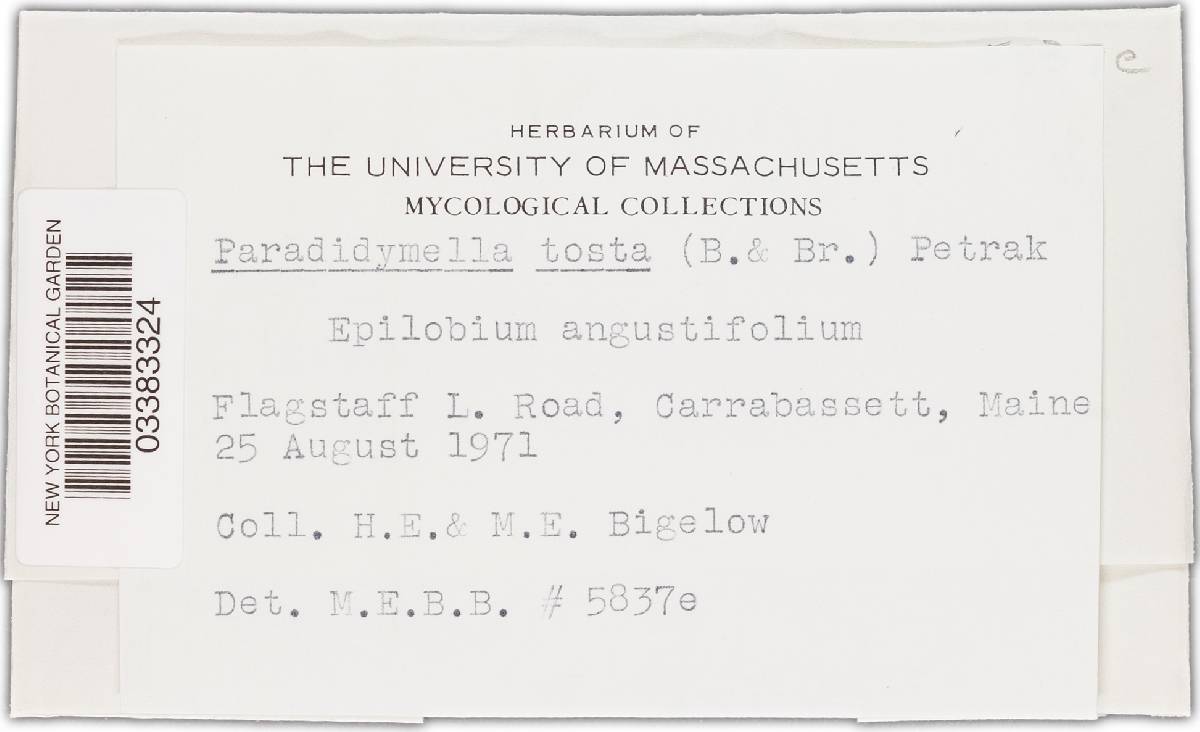 HERBARIUM OF
THE UNIVERSITY OF MASSACHUSETTS
MYCOLOGICAL COLLECTIONS
Paradidymella tosta (B.& Br.) Petrak
Epilobium angustifolium
Flagstaff L. Road, Carrabassett, Maine
25 August 1971
Coll. H.E.& M.E. Bigelow
Det. M.E.B.B. # 5837e
NEW YORK BOTANICAL GARDEN
03383324
e